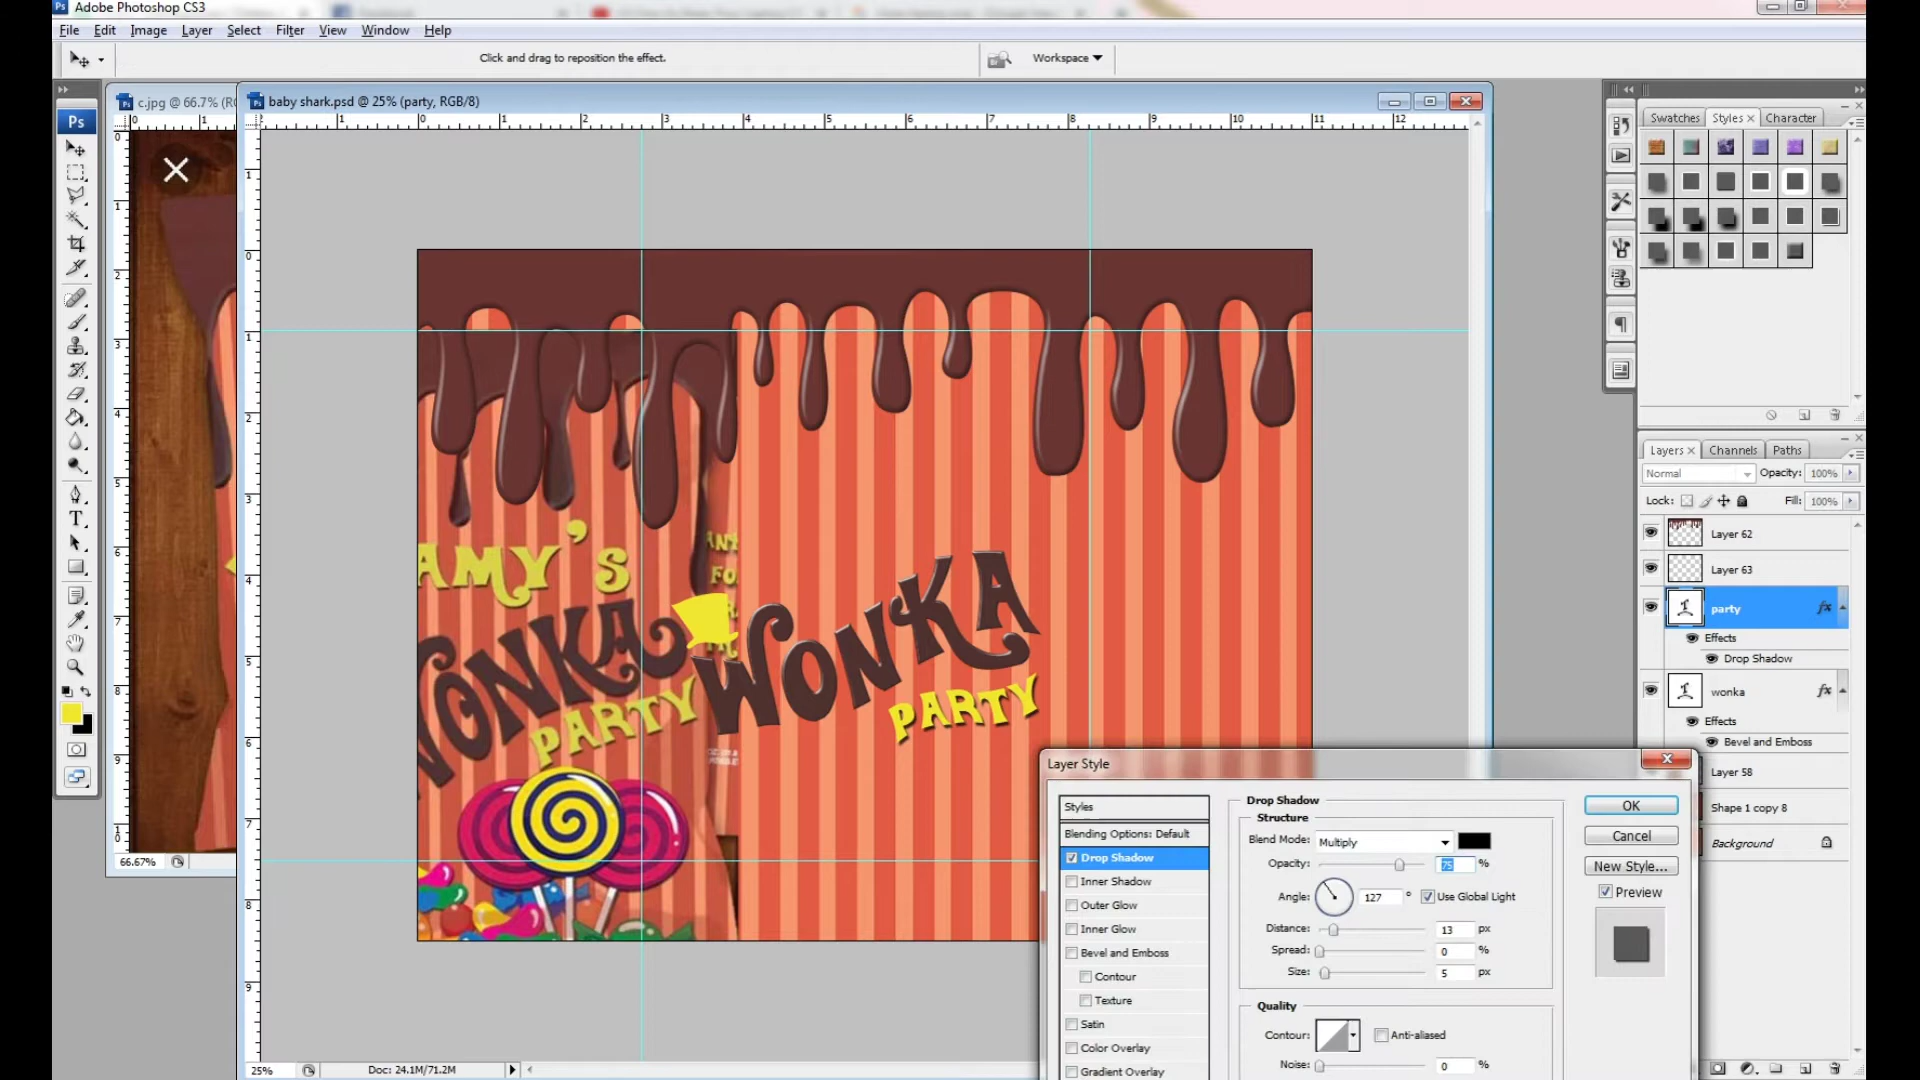 Adobe Photoshop CS3
File Edit Image Layer Select Filter View Window Help
Click and drag to reposition the effect.
Workspace
c.jpg @ 66.7% (R
baby shark.psd @ 25% (party, RGB/8)
Swatches Styles Character
AMY's
WONKA
PARTY
WONKA
PARTY
66.67%
25%
Doc: 24.1M/71.2M
Layers Channels Paths
Normal Opacity: 100%
Lock: Fill: 100%
Layer 62
Layer 63
party fx
Effects
Drop Shadow
wonka fx
Effects
Bevel and Emboss
Layer 58
Shape 1 copy 8
Background
Layer Style
Styles
Blending Options: Default
Drop Shadow
Inner Shadow
Outer Glow
Inner Glow
Bevel and Emboss
Contour
Texture
Satin
Color Overlay
Gradient Overlay
Drop Shadow
Structure
Blend Mode: Multiply
Opacity: 75 %
Angle: 127 ° Use Global Light
Distance: 13 px
Spread: 0 %
Size: 5 px
Quality
Contour: Anti-aliased
Noise: 0 %
OK
Cancel
New Style...
Preview